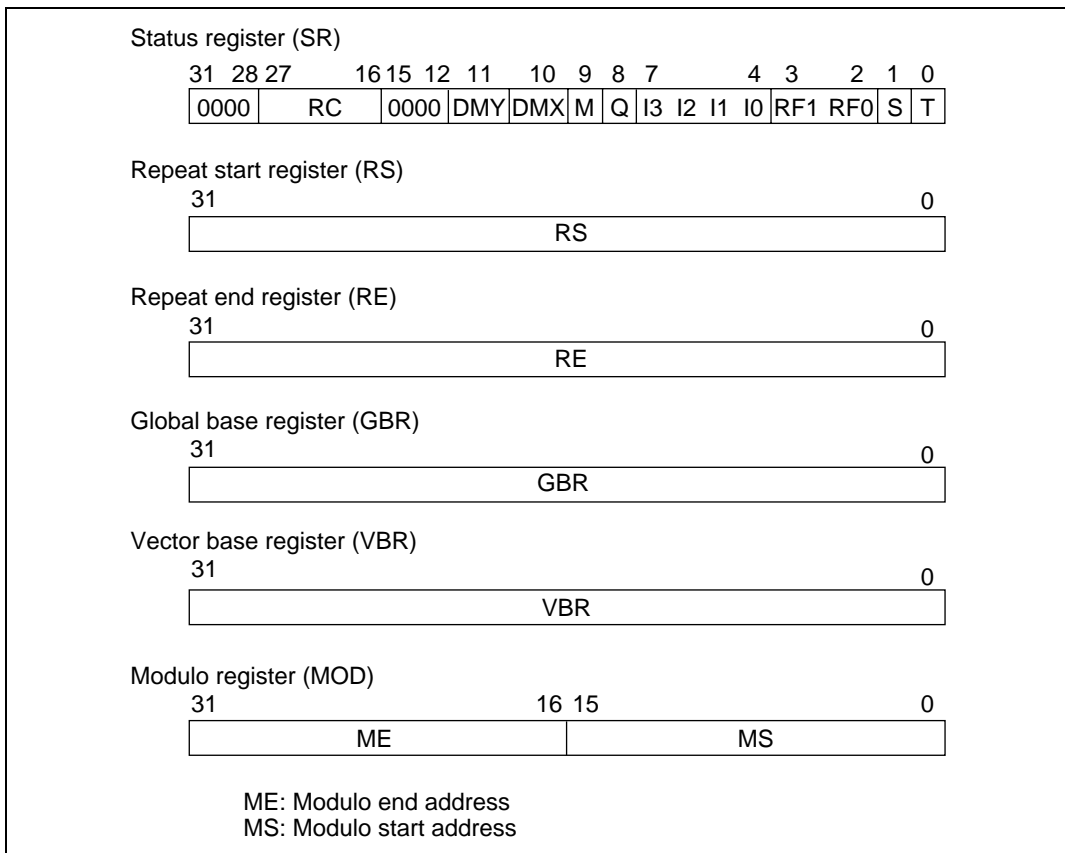 Status register (SR)
31 28 27 16 15 12 11 10 9 8 7 4 3 2 1 0
0000 RC 0000 DMY DMX M Q I3 I2 I1 I0 RF1 RF0 S T
Repeat start register (RS)
31 0
RS
Repeat end register (RE)
31 0
RE
Global base register (GBR)
31 0
GBR
Vector base register (VBR)
31 0
VBR
Modulo register (MOD)
31 16 15 0
ME MS
ME: Modulo end address
MS: Modulo start address